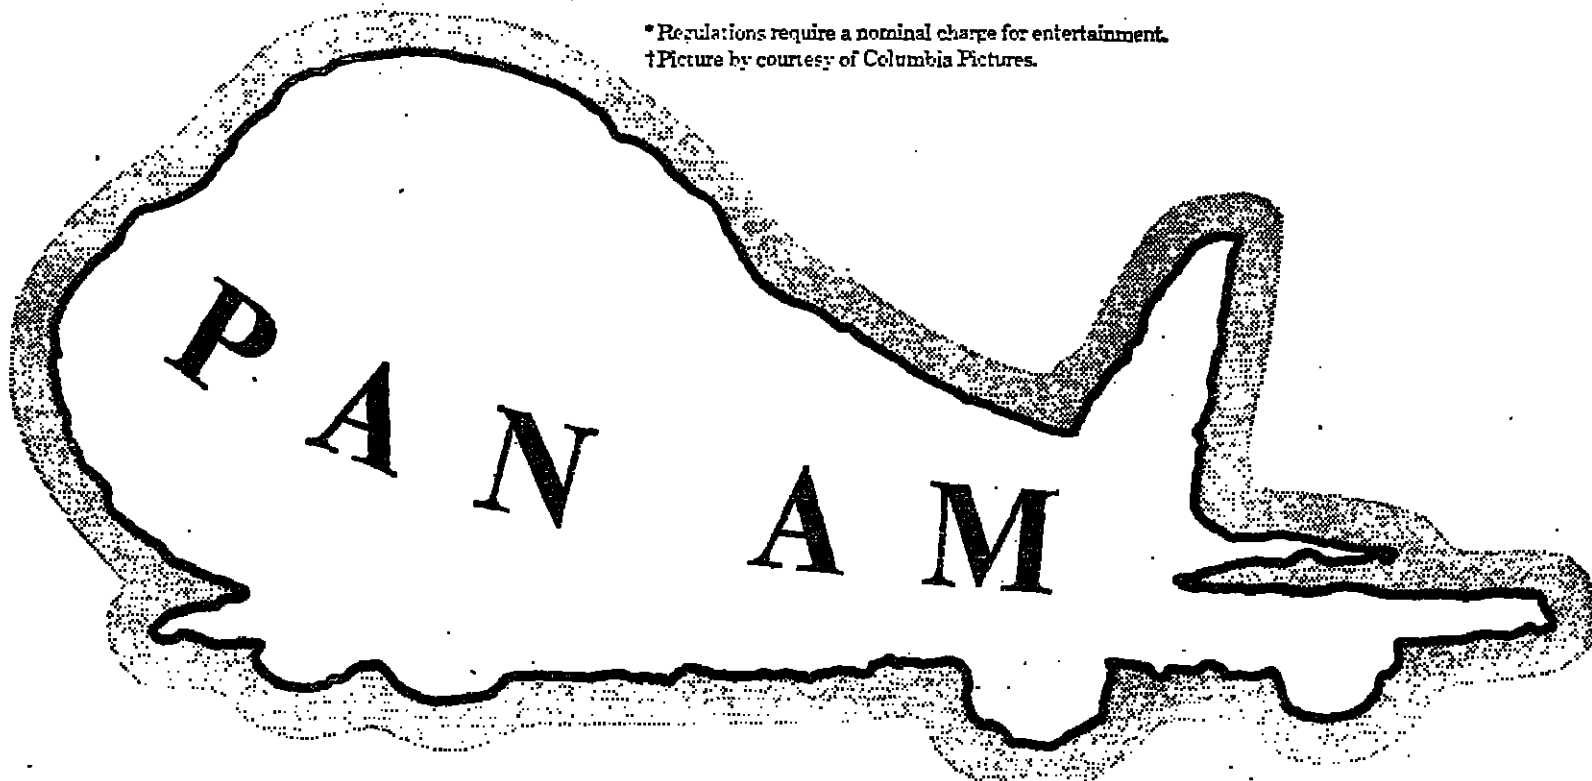 *Regulations require a nominal charge for entertainment.
†Picture by courtesy of Columbia Pictures.
PAN AM